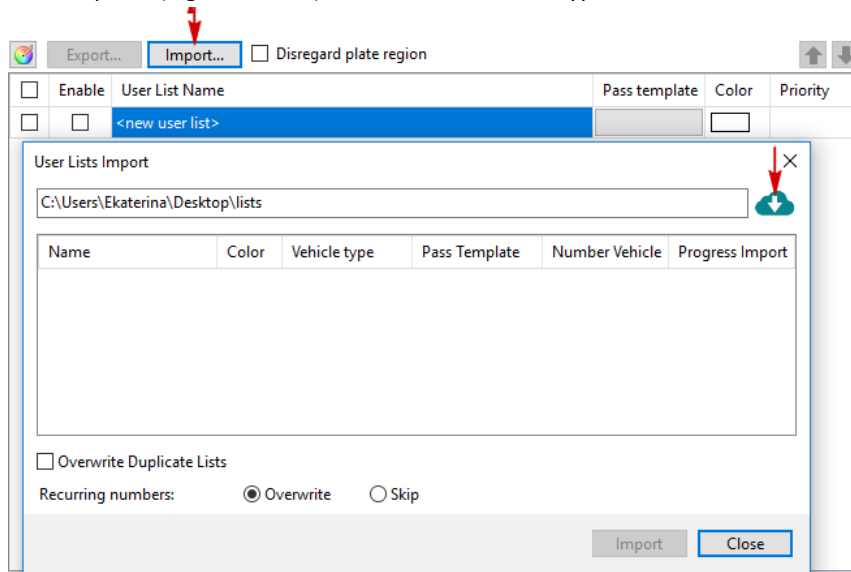 Export... Import... Disregard plate region
Enable User List Name Pass template Color Priority
<new user list>
User Lists Import
C:\Users\Ekaterina\Desktop\lists
Name Color Vehicle type Pass Template Number Vehicle Progress Import
Overwrite Duplicate Lists
Recurring numbers: Overwrite Skip
Import Close